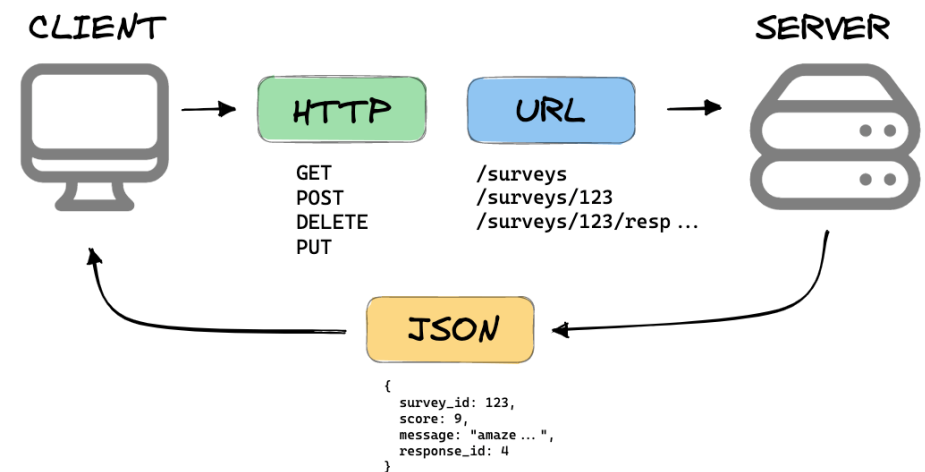 CLIENT
SERVER
HTTP
URL
GET
POST
DELETE
PUT
/surveys
/surveys/123
/surveys/123/resp...
JSON
{
survey_id: 123,
score: 9,
message: "amaze...",
response_id: 4
}